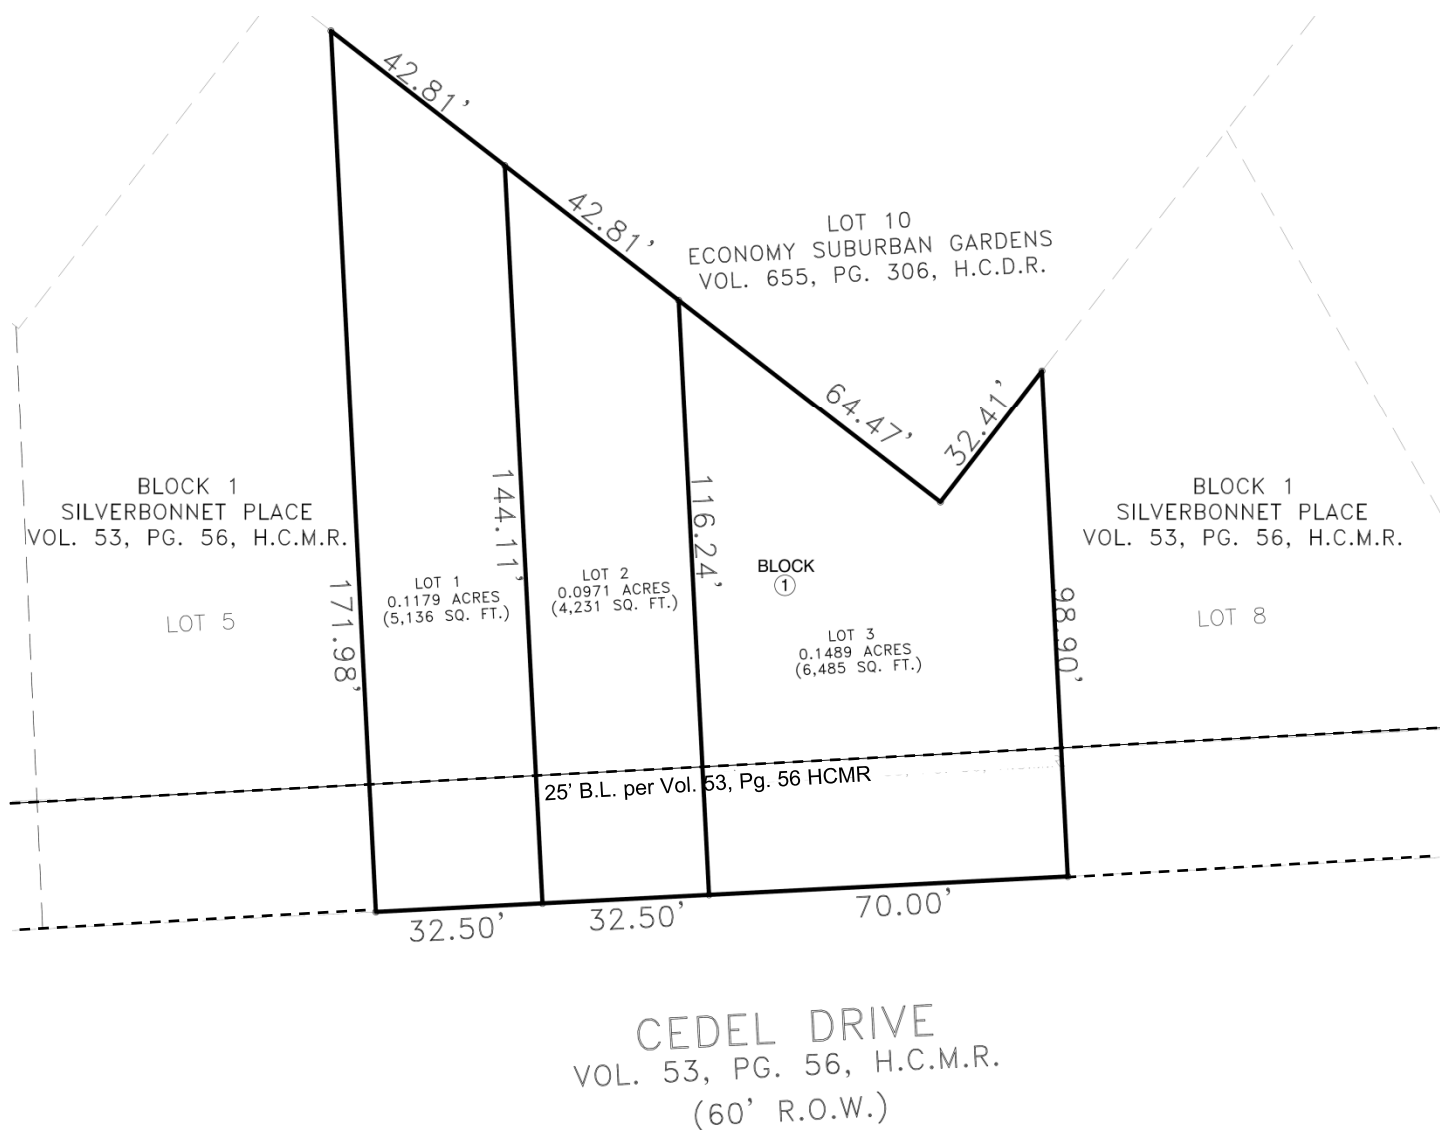 42.81'
42.81'
LOT 10
ECONOMY SUBURBAN GARDENS
VOL. 655, PG. 306, H.C.D.R.
64.47'
32.41'
BLOCK 1
SILVERBONNET PLACE
VOL. 53, PG. 56, H.C.M.R.
LOT 5
171.98'
LOT 1
0.1179 ACRES
(5,136 SQ. FT.)
144.11'
LOT 2
0.0971 ACRES
(4,231 SQ. FT.)
116.24'
BLOCK
1
LOT 3
0.1489 ACRES
(6,485 SQ. FT.)
98.90'
BLOCK 1
SILVERBONNET PLACE
VOL. 53, PG. 56, H.C.M.R.
LOT 8
25' B.L. per Vol. 53, Pg. 56 HCMR
32.50'
32.50'
70.00'
CEDEL DRIVE
VOL. 53, PG. 56, H.C.M.R.
(60' R.O.W.)